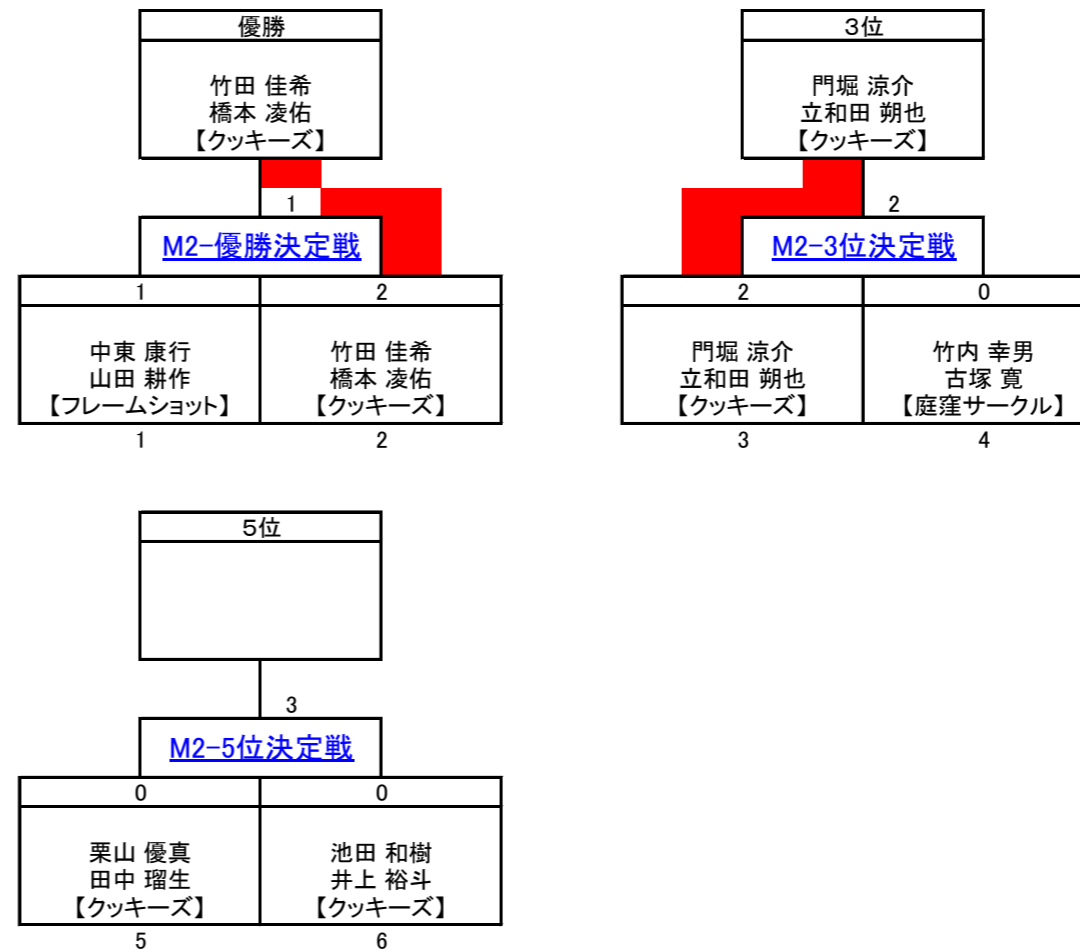 優勝
竹田 佳希
橋本 凌佑
【クッキーズ】
1
M2-優勝決定戦
1 2
中東 康行
山田 耕作
【フレームショット】
竹田 佳希
橋本 凌佑
【クッキーズ】
1 2
3位
門堀 涼介
立和田 朔也
【クッキーズ】
2
M2-3位決定戦
2 0
門堀 涼介
立和田 朔也
【クッキーズ】
竹内 幸男
古塚 寛
【庭窪サークル】
3 4
5位
3
M2-5位決定戦
0 0
栗山 優真
田中 瑠生
【クッキーズ】
池田 和樹
井上 裕斗
【クッキーズ】
5 6